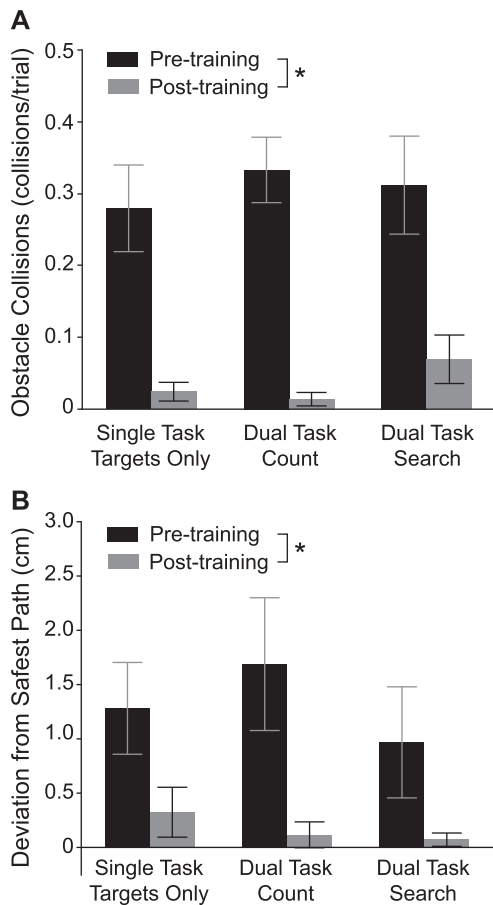 A
Obstacle Collisions (collisions/trial)
0.5
0.4
0.3
0.2
0.1
0
Pre-training
Post-training
*
Single Task
Targets Only
Dual Task
Count
Dual Task
Search
B
Deviation from Safest Path (cm)
3.0
2.5
2.0
1.5
1.0
0.5
0
Pre-training
Post-training
*
Single Task
Targets Only
Dual Task
Count
Dual Task
Search